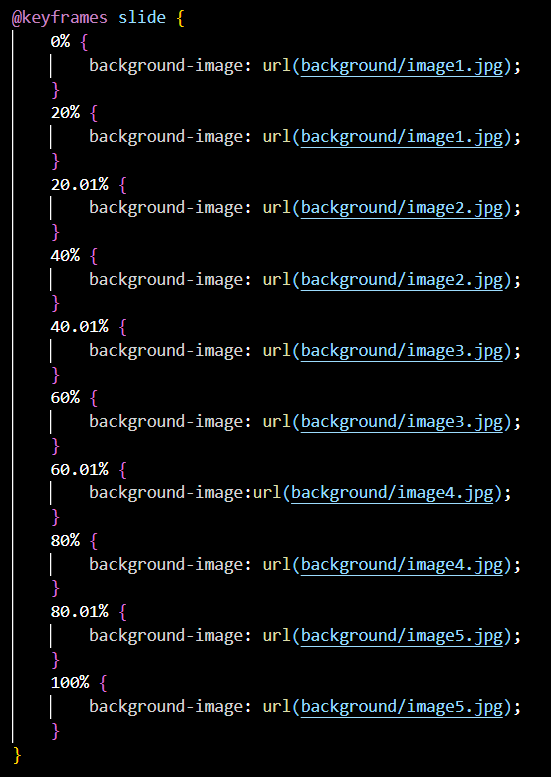 @keyframes slide {
    0% {
        background-image: url(background/image1.jpg);
    }
    20% {
        background-image: url(background/image1.jpg);
    }
    20.01% {
        background-image: url(background/image2.jpg);
    }
    40% {
        background-image: url(background/image2.jpg);
    }
    40.01% {
        background-image: url(background/image3.jpg);
    }
    60% {
        background-image: url(background/image3.jpg);
    }
    60.01% {
        background-image:url(background/image4.jpg);
    }
    80% {
        background-image: url(background/image4.jpg);
    }
    80.01% {
        background-image: url(background/image5.jpg);
    }
    100% {
        background-image: url(background/image5.jpg);
    }
}